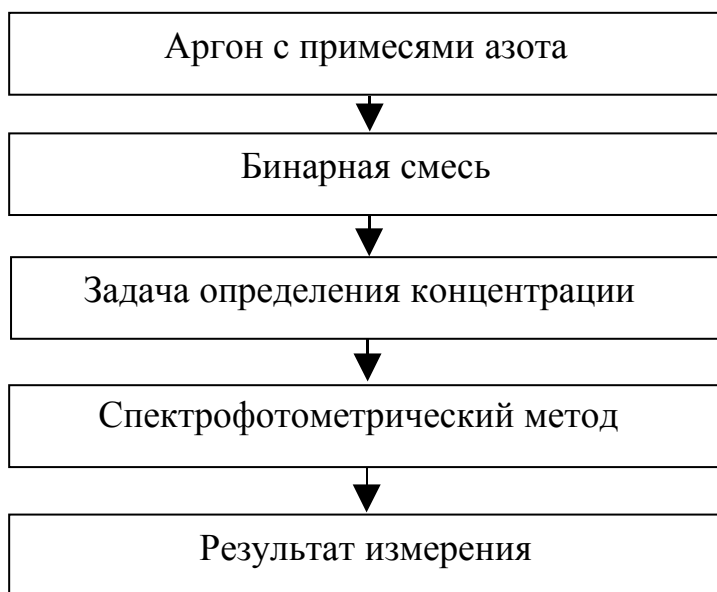 Аргон с примесями азота
Бинарная смесь
Задача определения концентрации
Спектрофотометрический метод
Результат измерения